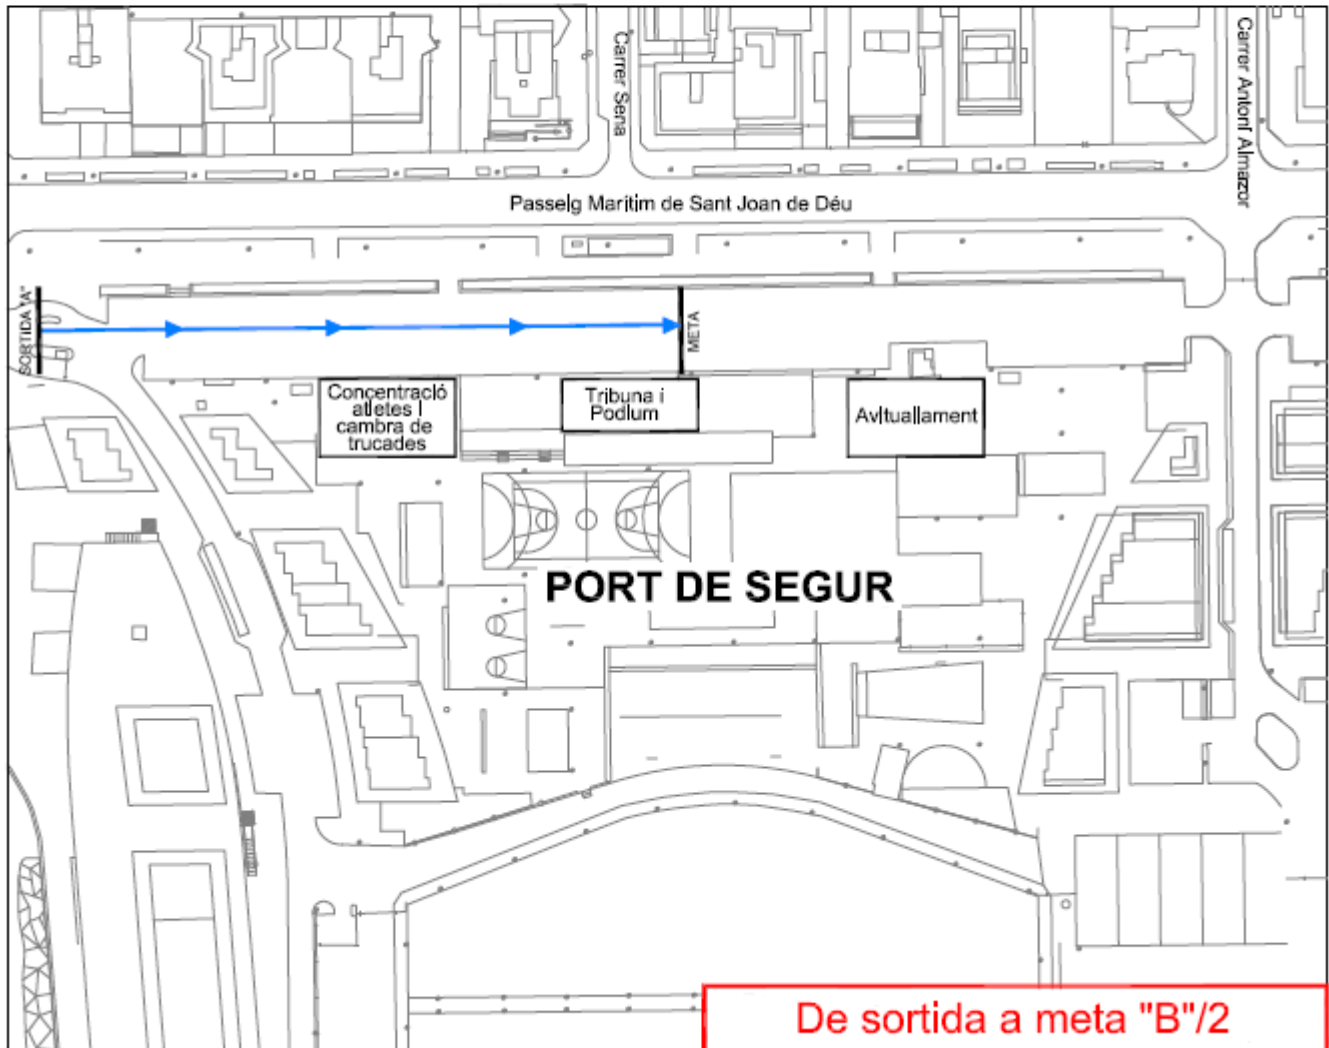 Carrer Sena
Carrer Antoni Almazor
Passeig Marítim de Sant Joan de Déu
SORTIDA "A"
META
Concentració
atletes i
cambra de
trucades
Tribuna i
Podium
Avituallament
PORT DE SEGUR
De sortida a meta "B"/2